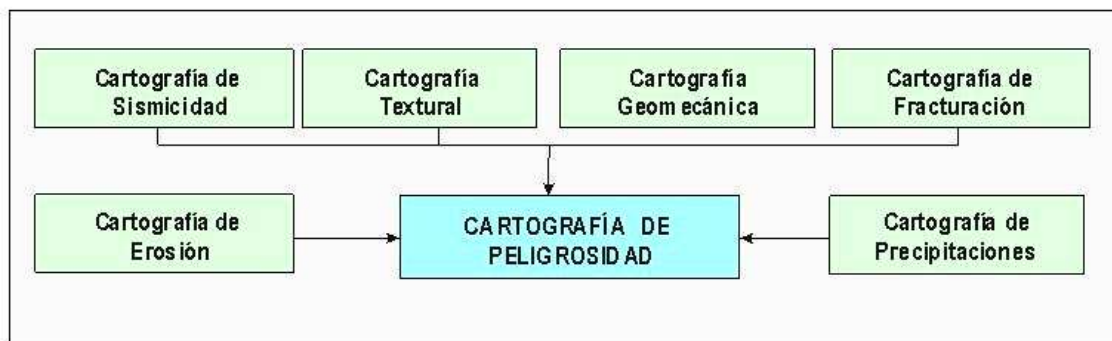 Cartografía de
Sismicidad
Cartografía
Textural
Cartografía
Geomecánica
Cartografía de
Fracturación
Cartografía de
Erosión
CARTOGRAFÍA DE
PELIGROSIDAD
Cartografía de
Precipitaciones